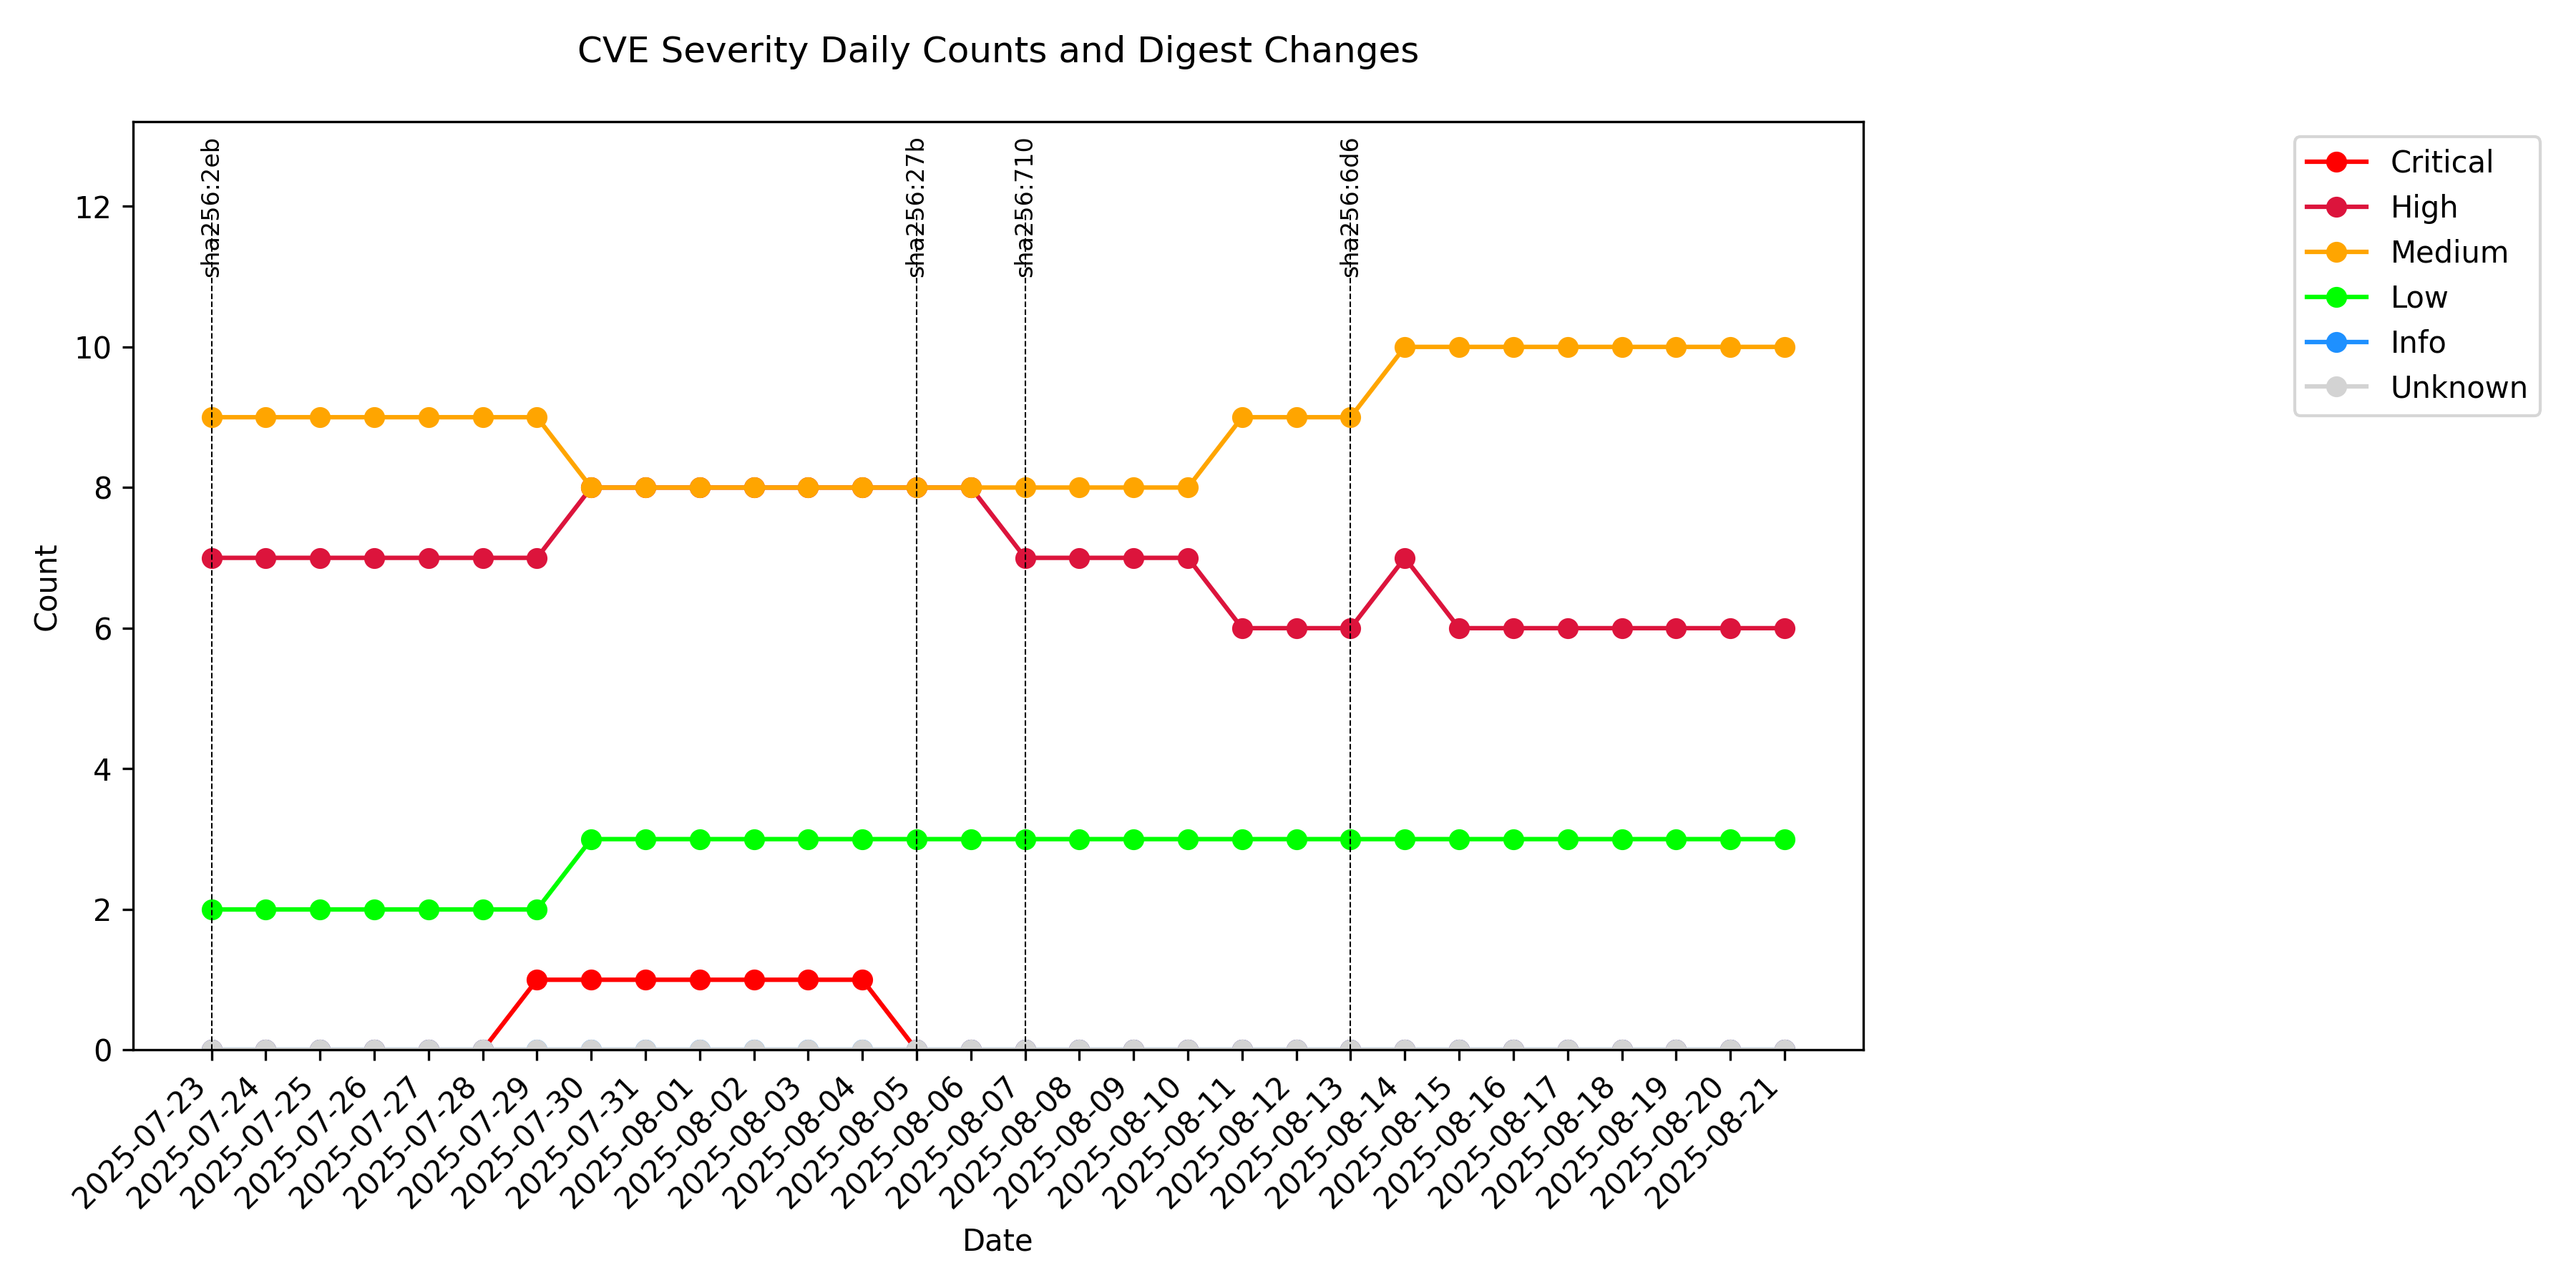 CVE Severity Daily Counts and Digest Changes
sha256:2eb
sha256:27b
sha256:710
sha256:6d6
Critical
High
Medium
Low
Info
Unknown
Count
12
10
8
6
4
2
0
2025-07-23
2025-07-24
2025-07-25
2025-07-26
2025-07-27
2025-07-28
2025-07-29
2025-07-30
2025-07-31
2025-08-01
2025-08-02
2025-08-03
2025-08-04
2025-08-05
2025-08-06
2025-08-07
2025-08-08
2025-08-09
2025-08-10
2025-08-11
2025-08-12
2025-08-13
2025-08-14
2025-08-15
2025-08-16
2025-08-17
2025-08-18
2025-08-19
2025-08-20
2025-08-21
Date